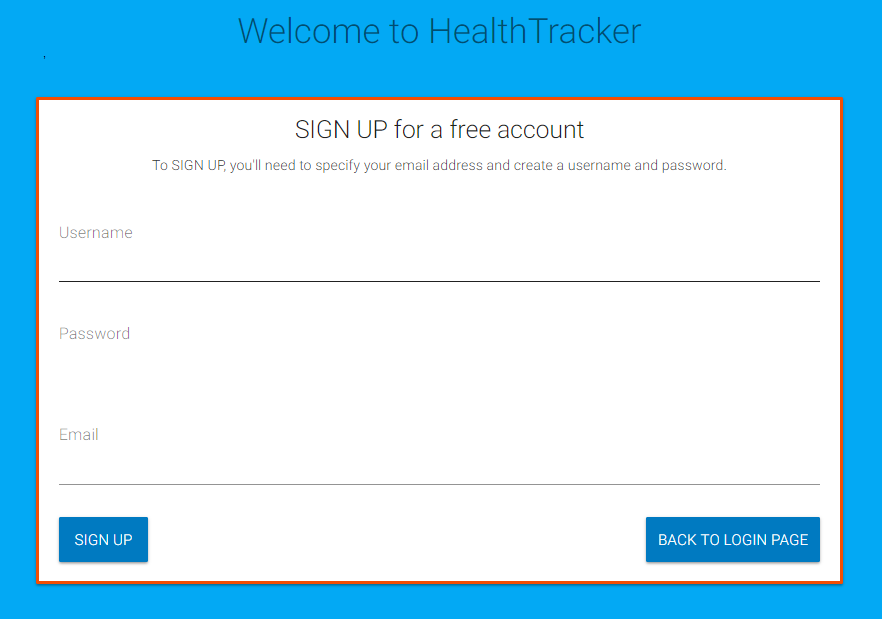 Welcome to HealthTracker
,
SIGN UP for a free account
To SIGN UP, you'll need to specify your email address and create a username and password.
Username
Password
Email
SIGN UP
BACK TO LOGIN PAGE